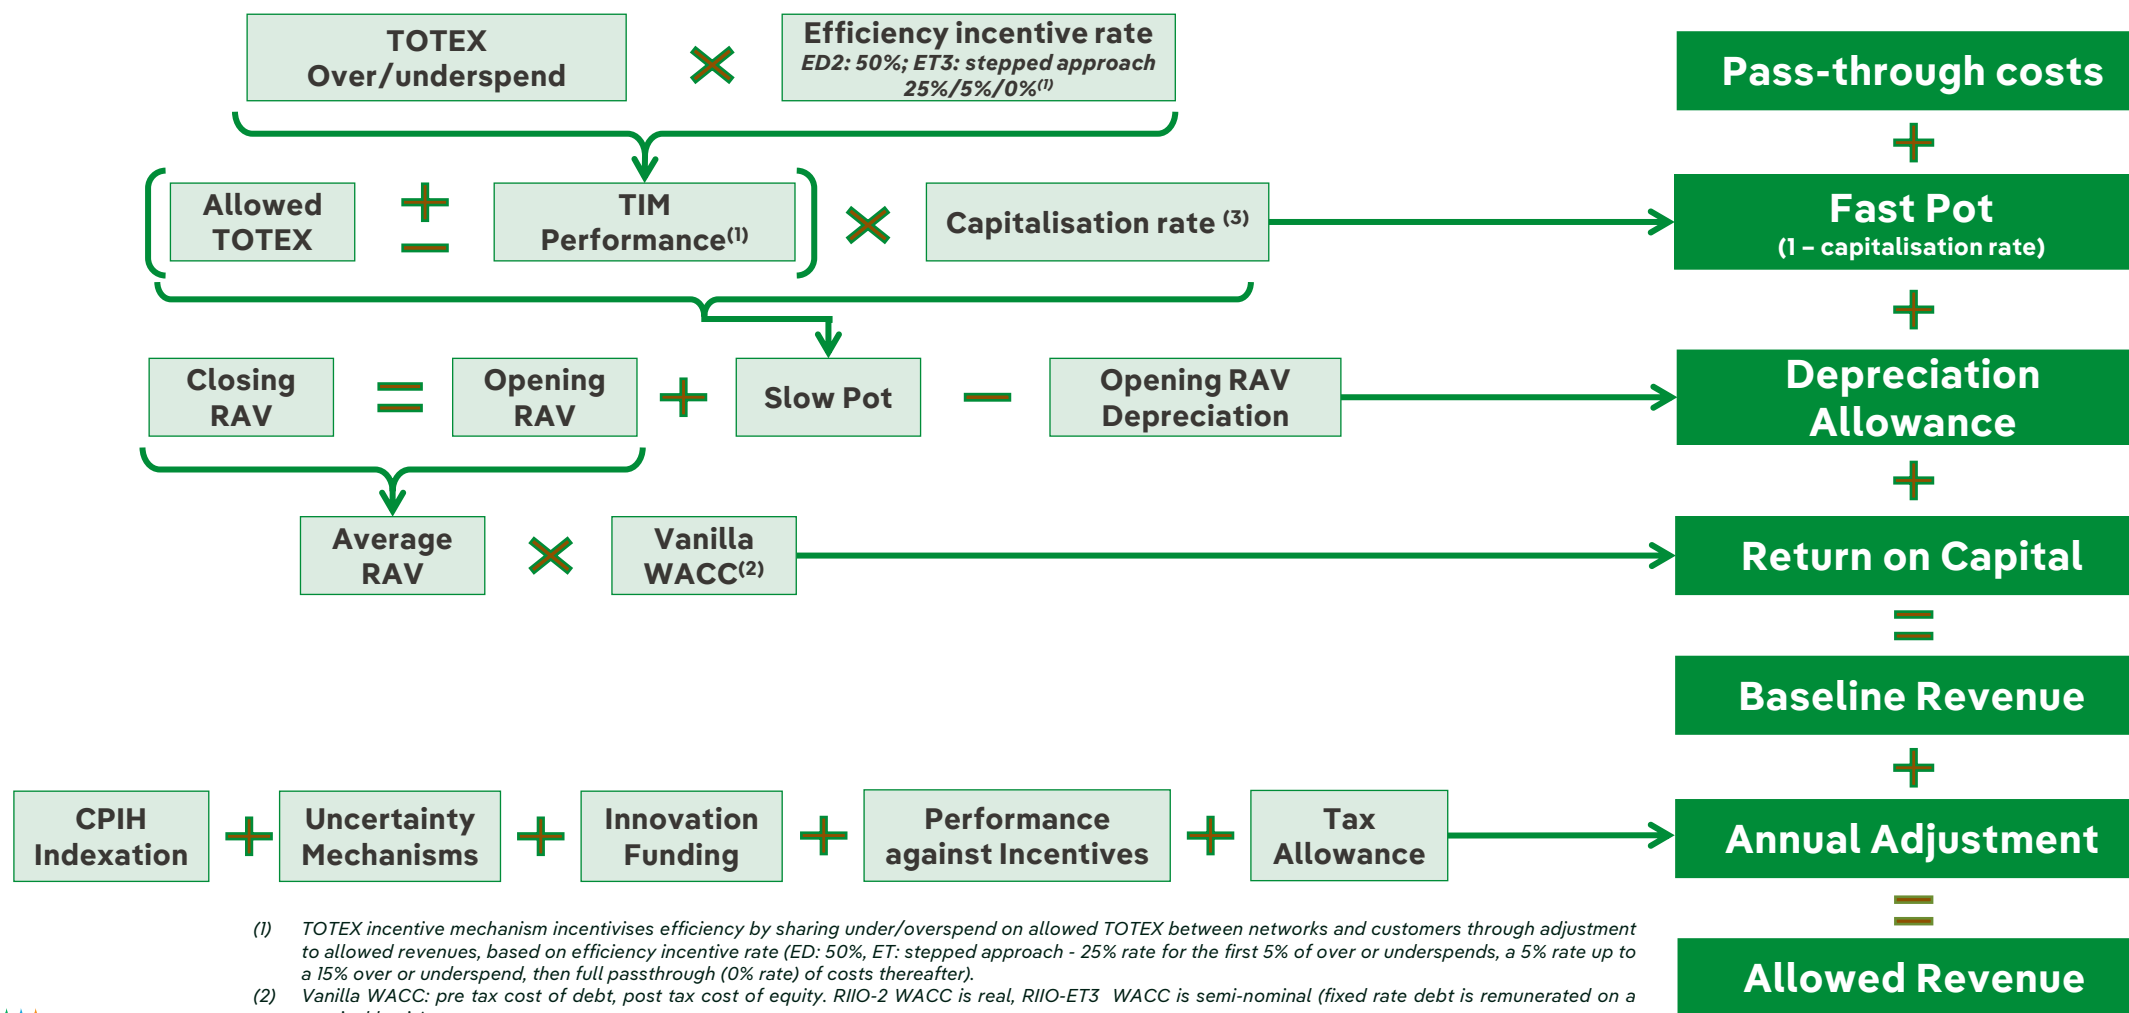 TOTEX
Over/underspend
Efficiency incentive rate
ED2: 50%; ET3: stepped approach
25%/5%/0%(1)
Pass-through costs
Allowed
TOTEX
TIM
Performance(1)
Capitalisation rate (3)
Fast Pot
(1 – capitalisation rate)
Closing
RAV
Opening
RAV
Slow Pot
Opening RAV
Depreciation
Depreciation
Allowance
Average
RAV
Vanilla
WACC(2)
Return on Capital
Baseline Revenue
CPIH
Indexation
Uncertainty
Mechanisms
Innovation
Funding
Performance
against Incentives
Tax
Allowance
Annual Adjustment
(1) TOTEX incentive mechanism incentivises efficiency by sharing under/overspend on allowed TOTEX between networks and customers through adjustment
to allowed revenues, based on efficiency incentive rate (ED: 50%, ET: stepped approach - 25% rate for the first 5% of over or underspends, a 5% rate up to
a 15% over or underspend, then full passthrough (0% rate) of costs thereafter).
(2) Vanilla WACC: pre tax cost of debt, post tax cost of equity. RIIO-2 WACC is real, RIIO-ET3 WACC is semi-nominal (fixed rate debt is remunerated on a
Allowed Revenue